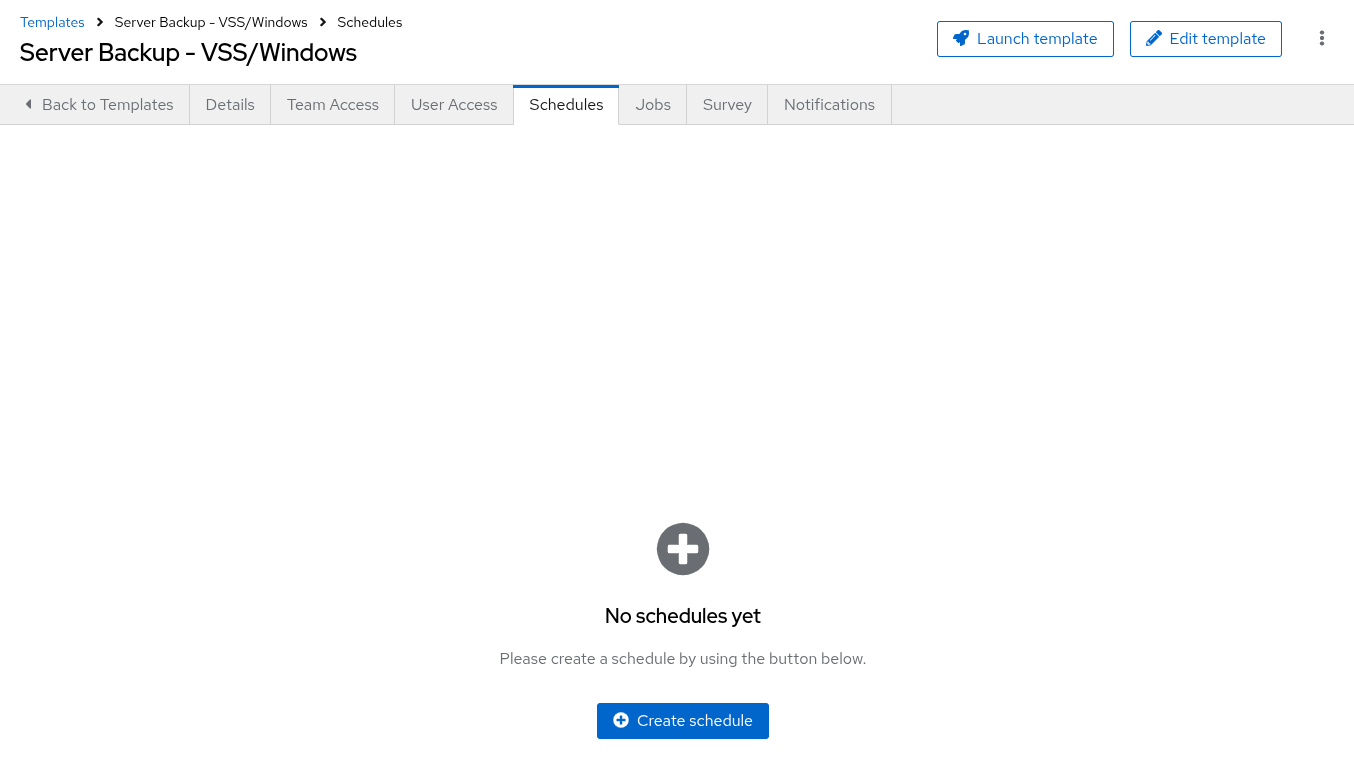 Templates Server Backup - VSS/Windows Schedules
Server Backup - VSS/Windows
Launch template Edit template
Back to Templates Details Team Access User Access Schedules Jobs Survey Notifications
No schedules yet
Please create a schedule by using the button below.
Create schedule